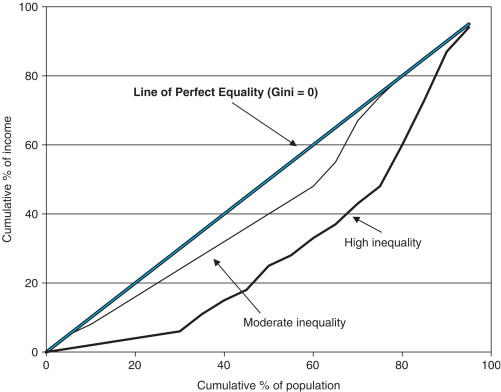 100
80
60
40
20
0
Cumulative % of income
Line of Perfect Equality (Gini = 0)
High inequality
Moderate inequality
0
20
40
60
80
100
Cumulative % of population